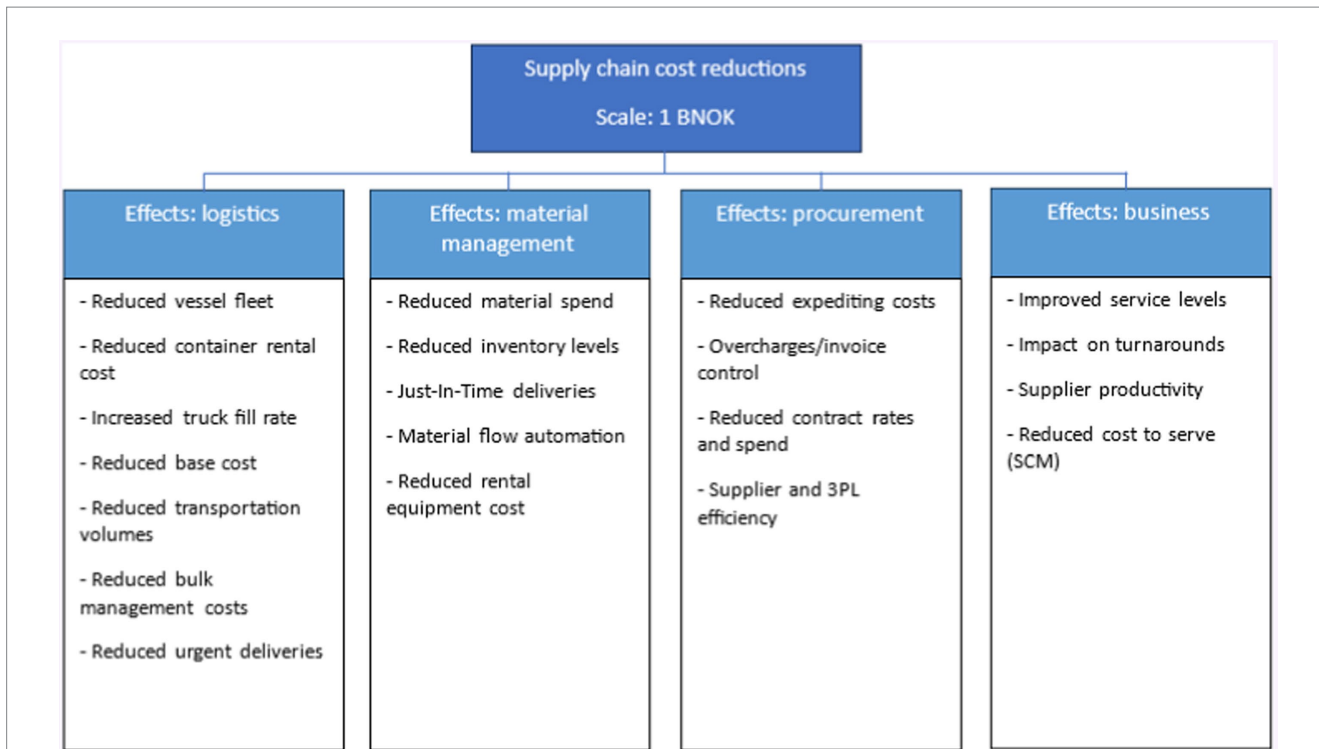 Supply chain cost reductions
Scale: 1 BNOK
Effects: logistics
- Reduced vessel fleet
- Reduced container rental
cost
- Increased truck fill rate
- Reduced base cost
- Reduced transportation
volumes
- Reduced bulk
management costs
- Reduced urgent deliveries
Effects: material
management
- Reduced material spend
- Reduced inventory levels
- Just-In-Time deliveries
- Material flow automation
- Reduced rental
equipment cost
Effects: procurement
- Reduced expediting costs
- Overcharges/invoice
control
- Reduced contract rates
and spend
- Supplier and 3PL
efficiency
Effects: business
- Improved service levels
- Impact on turnarounds
- Supplier productivity
- Reduced cost to serve
(SCM)